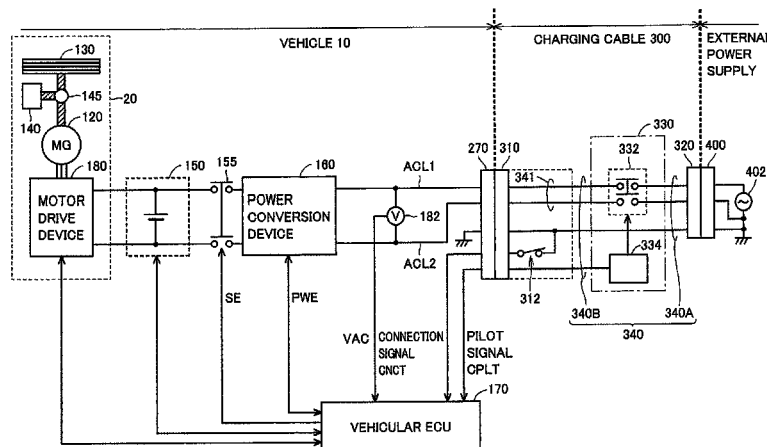 VEHICLE 10
CHARGING CABLE 300
EXTERNAL
POWER
SUPPLY
130
145
20
140
120
MG
180
MOTOR
DRIVE
DEVICE
150
155
160
POWER
CONVERSION
DEVICE
ACL1
V
182
ACL2
270
310
341
312
330
332
334
320
400
402
340B
340A
340
SE
PWE
VAC
CONNECTION
SIGNAL
CNCT
PILOT
SIGNAL
CPLT
170
VEHICULAR ECU